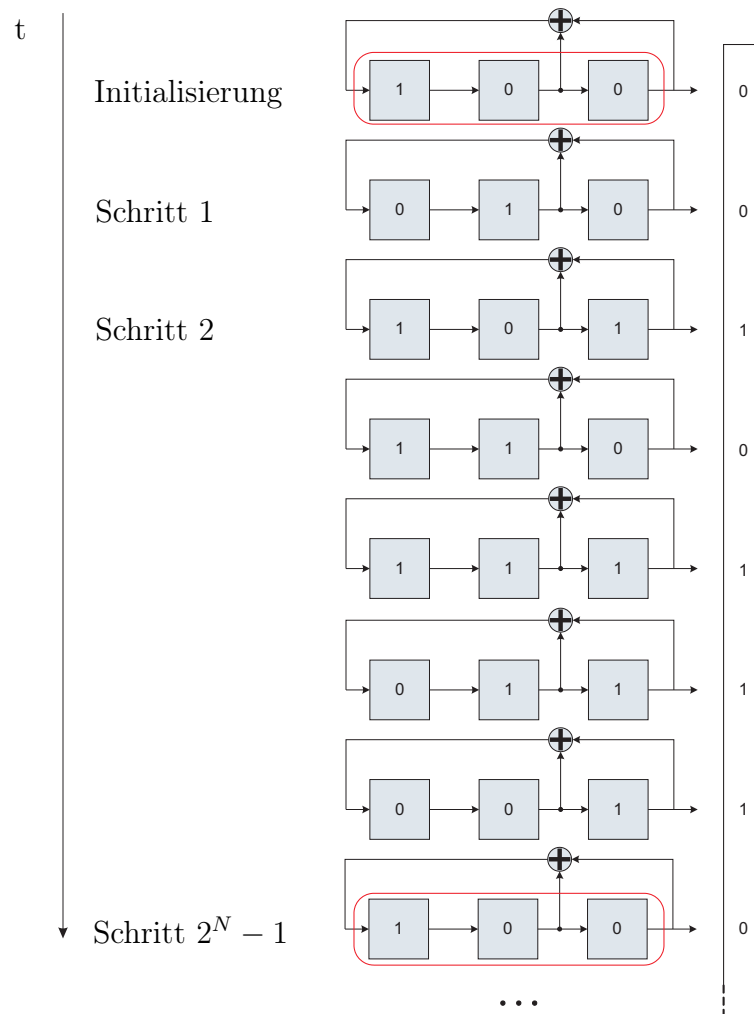 t
Initialisierung 1 0 0 0
Schritt 1 0 1 0 0
Schritt 2 1 0 1 1
1 1 0 0
1 1 1 1
0 1 1 1
0 0 1 1
Schritt 2^N − 1 1 0 0 0
...